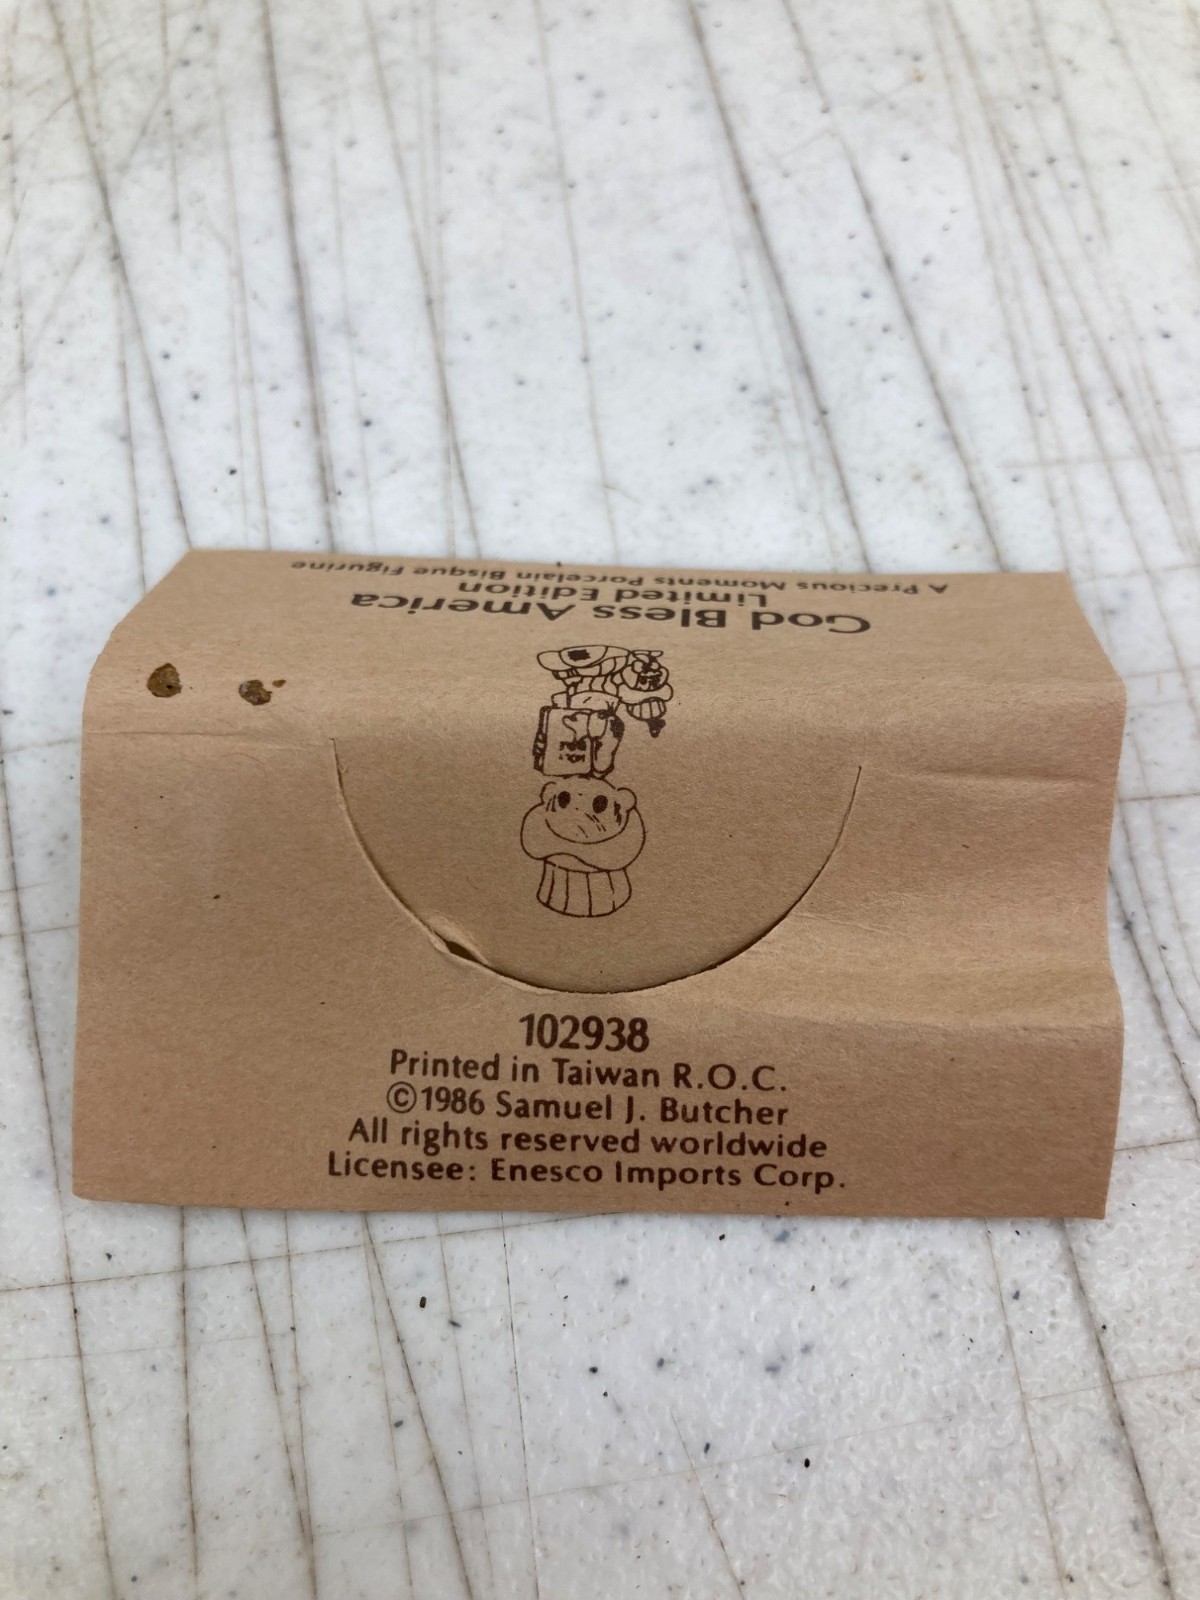 A Precious Moments Porcelain Bisque Figurine
Limited Edition
God Bless America
102938
Printed in Taiwan R.O.C.
©1986 Samuel J. Butcher
All rights reserved worldwide
Licensee: Enesco Imports Corp.